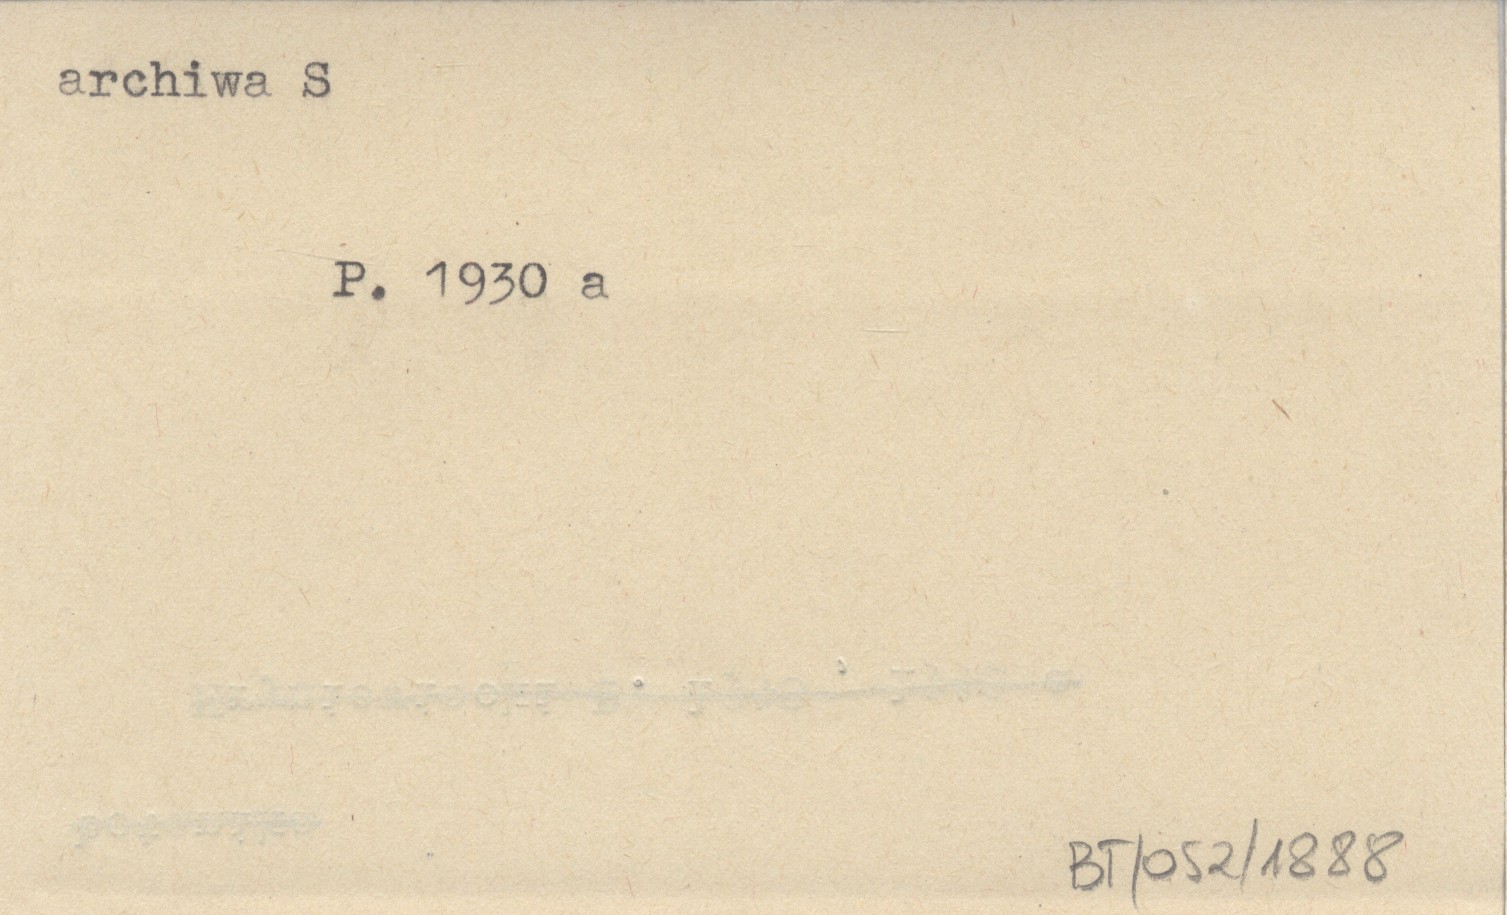 archiwa S
P. 1930 a
BT/052/1888